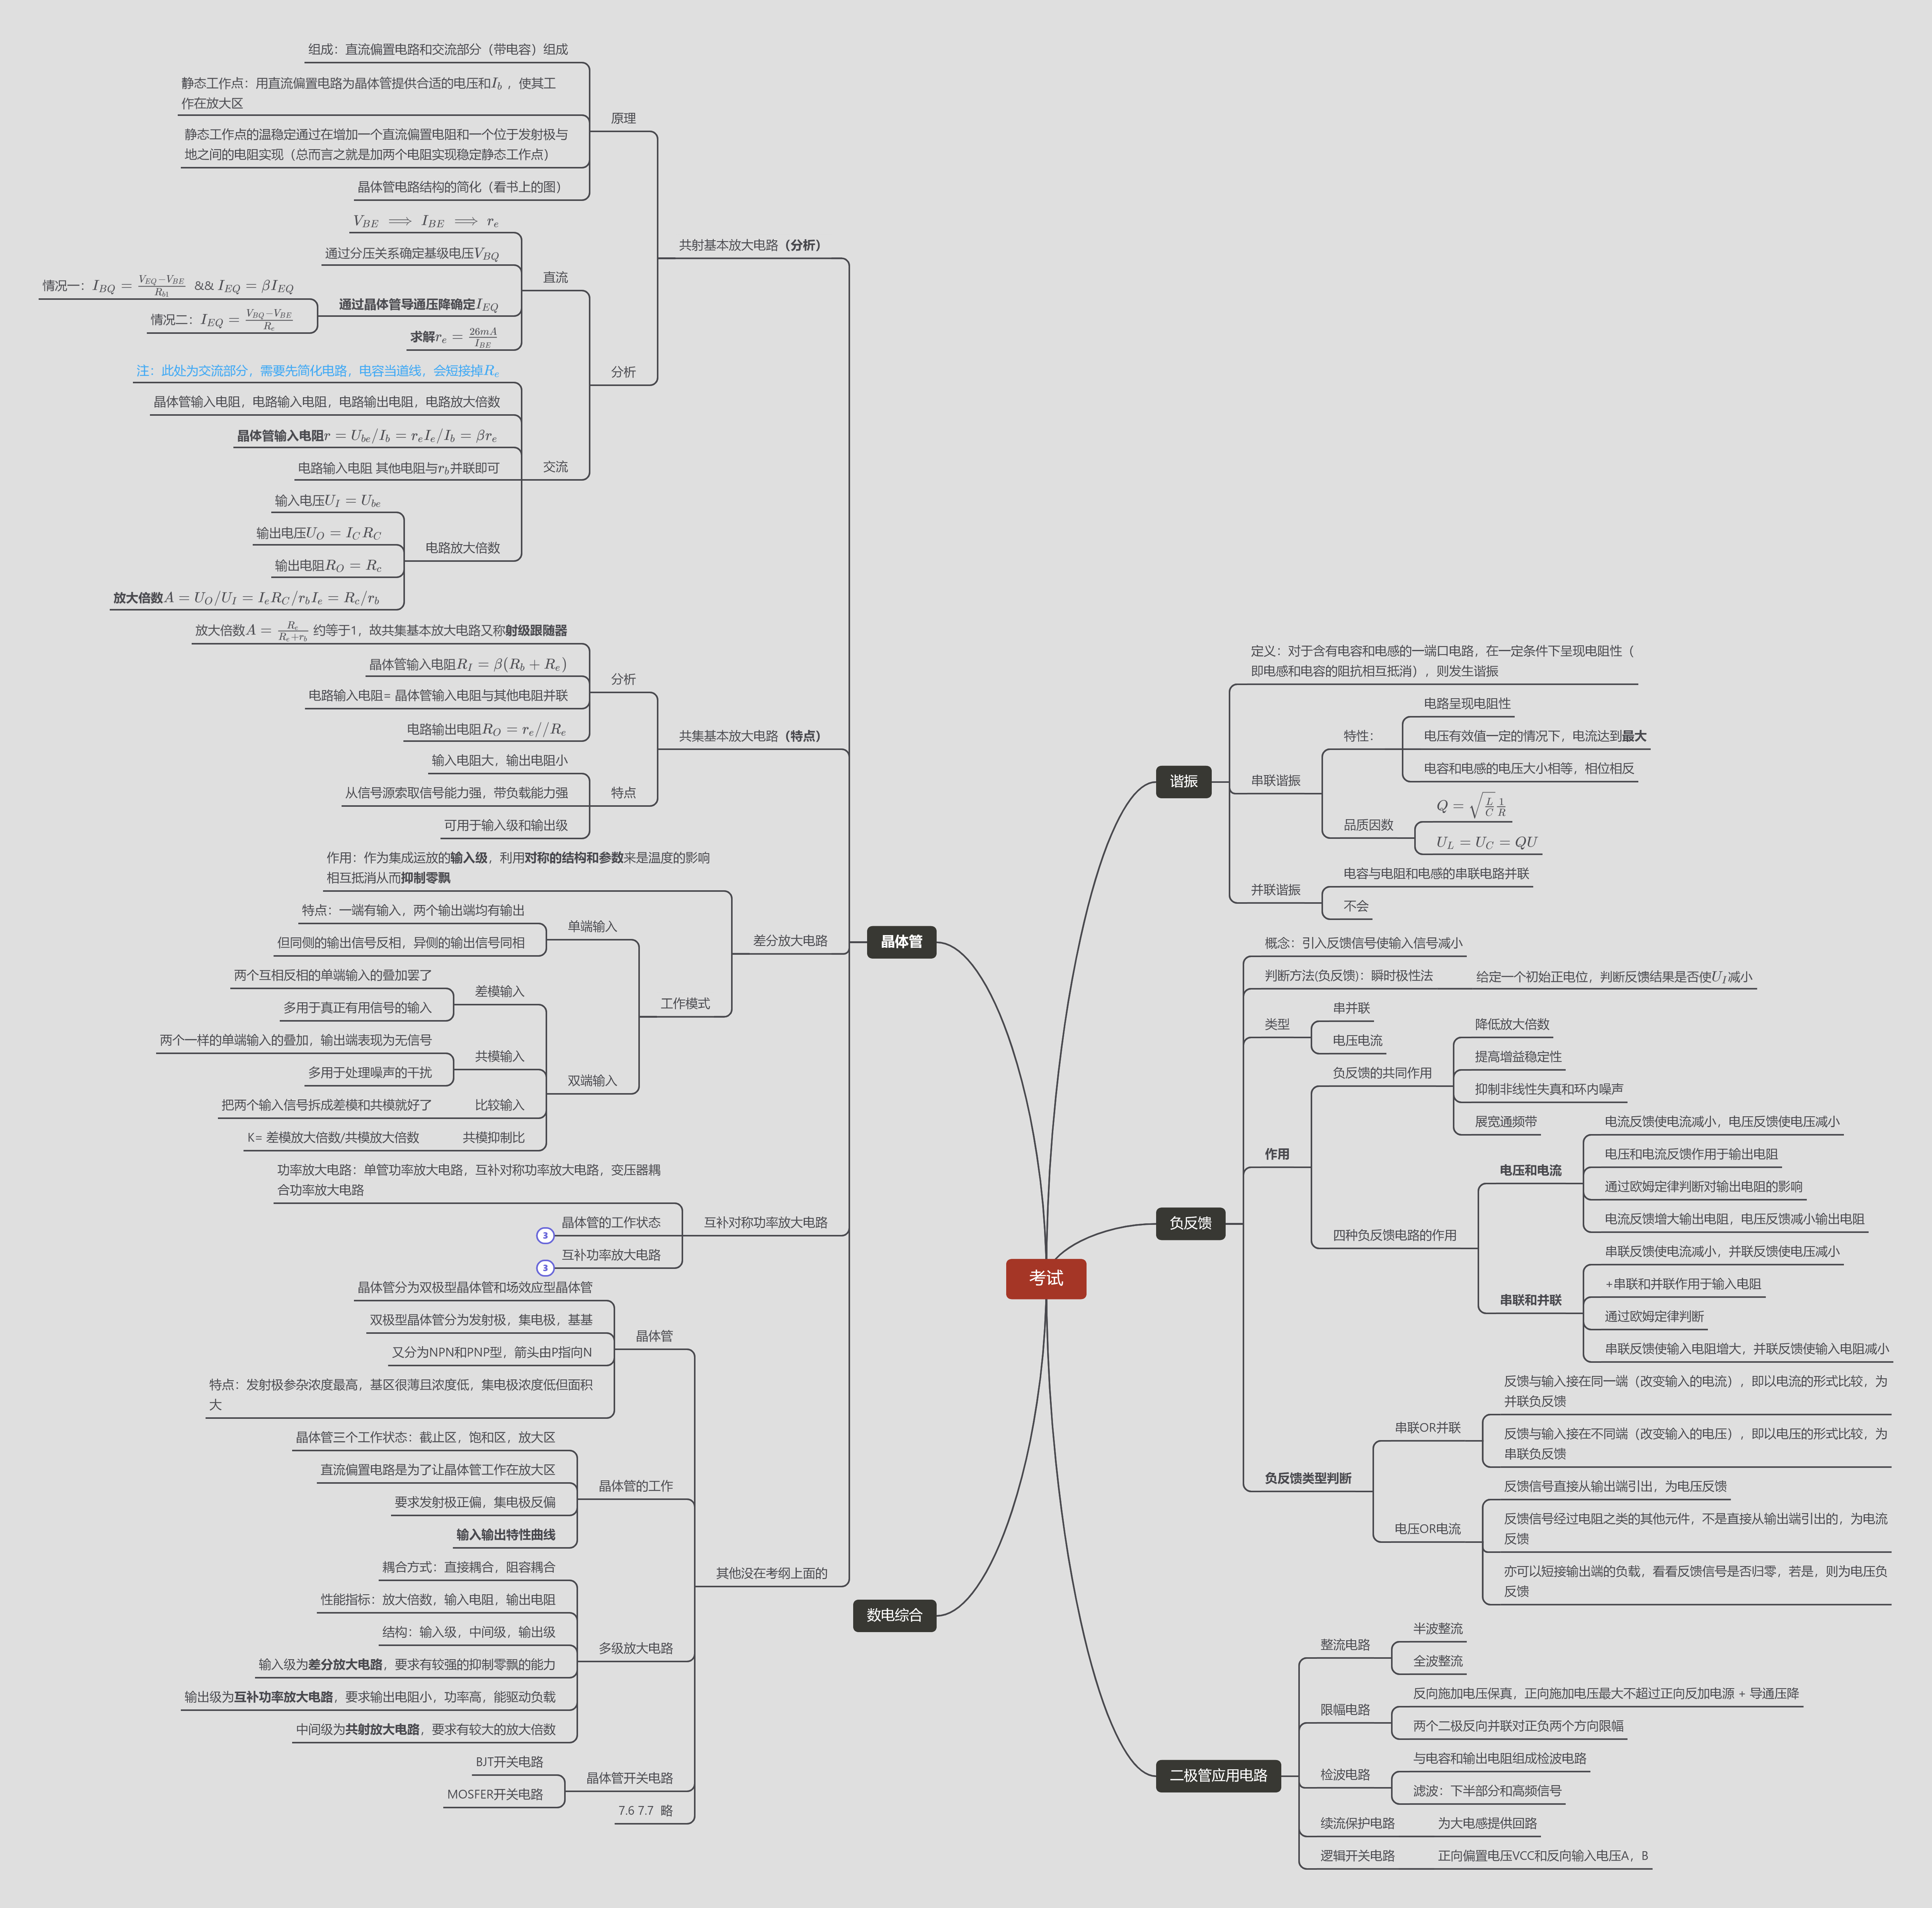 考试
晶体管
共射基本放大电路（分析）
原理
组成：直流偏置电路和交流部分（带电容）组成
静态工作点：用直流偏置电路为晶体管提供合适的电压和I_b ，使其工
作在放大区
静态工作点的温稳定通过在增加一个直流偏置电阻和一个位于发射极与
地之间的电阻实现（总而言之就是加两个电阻实现稳定静态工作点）
晶体管电路结构的简化（看书上的图）
分析
直流
V_{BE} ⟹ I_{BE} ⟹ r_e
通过分压关系确定基级电压V_{BQ}
通过晶体管导通压降确定I_{EQ}
情况一：I_{BQ} = \frac{V_{EQ}-V_{BE}}{R_{b1}} && I_{EQ} = βI_{EQ}
情况二：I_{EQ} = \frac{V_{BQ}-V_{BE}}{R_e}
求解r_e = \frac{26mA}{I_{BE}}
交流
注：此处为交流部分，需要先简化电路，电容当道线，会短接掉R_e
晶体管输入电阻，电路输入电阻，电路输出电阻，电路放大倍数
晶体管输入电阻r = U_{be}/I_b = r_eI_e/I_b = βr_e
电路输入电阻 其他电阻与r_b并联即可
电路放大倍数
输入电压U_I = U_{be}
输出电压U_O = I_CR_C
输出电阻R_O = R_c
放大倍数A = U_O/U_I = I_eR_C/r_bI_e = R_c/r_b
共集基本放大电路（特点）
分析
放大倍数A = \frac{R_e}{R_e+r_b} 约等于1，故共集基本放大电路又称射级跟随器
晶体管输入电阻R_I = β(R_b + R_e)
电路输入电阻= 晶体管输入电阻与其他电阻并联
电路输出电阻R_O = r_e//R_e
特点
输入电阻大，输出电阻小
从信号源索取信号能力强，带负载能力强
可用于输入级和输出级
差分放大电路
作用：作为集成运放的输入级，利用对称的结构和参数来是温度的影响
相互抵消从而抑制零飘
工作模式
单端输入
特点：一端有输入，两个输出端均有输出
但同侧的输出信号反相，异侧的输出信号同相
双端输入
差模输入
两个互相反相的单端输入的叠加罢了
多用于真正有用信号的输入
共模输入
两个一样的单端输入的叠加，输出端表现为无信号
多用于处理噪声的干扰
比较输入
把两个输入信号拆成差模和共模就好了
共模抑制比
K= 差模放大倍数/共模放大倍数
互补对称功率放大电路
功率放大电路：单管功率放大电路，互补对称功率放大电路，变压器耦
合功率放大电路
晶体管的工作状态
3
互补功率放大电路
3
其他没在考纲上面的
晶体管
晶体管分为双极型晶体管和场效应型晶体管
双极型晶体管分为发射极，集电极，基基
又分为NPN和PNP型，箭头由P指向N
特点：发射极参杂浓度最高，基区很薄且浓度低，集电极浓度低但面积
大
晶体管的工作
晶体管三个工作状态：截止区，饱和区，放大区
直流偏置电路是为了让晶体管工作在放大区
要求发射极正偏，集电极反偏
输入输出特性曲线
多级放大电路
耦合方式：直接耦合，阻容耦合
性能指标：放大倍数，输入电阻，输出电阻
结构：输入级，中间级，输出级
输入级为差分放大电路，要求有较强的抑制零飘的能力
输出级为互补功率放大电路，要求输出电阻小，功率高，能驱动负载
中间级为共射放大电路，要求有较大的放大倍数
晶体管开关电路
BJT开关电路
MOSFER开关电路
7.6 7.7 略
数电综合
谐振
定义：对于含有电容和电感的一端口电路，在一定条件下呈现电阻性（
即电感和电容的阻抗相互抵消），则发生谐振
串联谐振
特性：
电路呈现电阻性
电压有效值一定的情况下，电流达到最大
电容和电感的电压大小相等，相位相反
品质因数
Q = \sqrt{\frac{L}{C}}\frac{1}{R}
U_L = U_C = QU
并联谐振
电容与电阻和电感的串联电路并联
不会
负反馈
概念：引入反馈信号使输入信号减小
判断方法(负反馈)：瞬时极性法
给定一个初始正电位，判断反馈结果是否使U_I减小
类型
串并联
电压电流
作用
负反馈的共同作用
降低放大倍数
提高增益稳定性
抑制非线性失真和环内噪声
展宽通频带
四种负反馈电路的作用
电压和电流
电流反馈使电流减小，电压反馈使电压减小
电压和电流反馈作用于输出电阻
通过欧姆定律判断对输出电阻的影响
电流反馈增大输出电阻，电压反馈减小输出电阻
串联和并联
串联反馈使电流减小，并联反馈使电压减小
+串联和并联作用于输入电阻
通过欧姆定律判断
串联反馈使输入电阻增大，并联反馈使输入电阻减小
负反馈类型判断
串联OR并联
反馈与输入接在同一端（改变输入的电流），即以电流的形式比较，为
并联负反馈
反馈与输入接在不同端（改变输入的电压），即以电压的形式比较，为
串联负反馈
电压OR电流
反馈信号直接从输出端引出，为电压反馈
反馈信号经过电阻之类的其他元件，不是直接从输出端引出的，为电流
反馈
亦可以短接输出端的负载，看看反馈信号是否归零，若是，则为电压负
反馈
二极管应用电路
整流电路
半波整流
全波整流
限幅电路
反向施加电压保真，正向施加电压最大不超过正向反加电源 + 导通压降
两个二极反向并联对正负两个方向限幅
检波电路
与电容和输出电阻组成检波电路
滤波：下半部分和高频信号
续流保护电路
为大电感提供回路
逻辑开关电路
正向偏置电压VCC和反向输入电压A，B